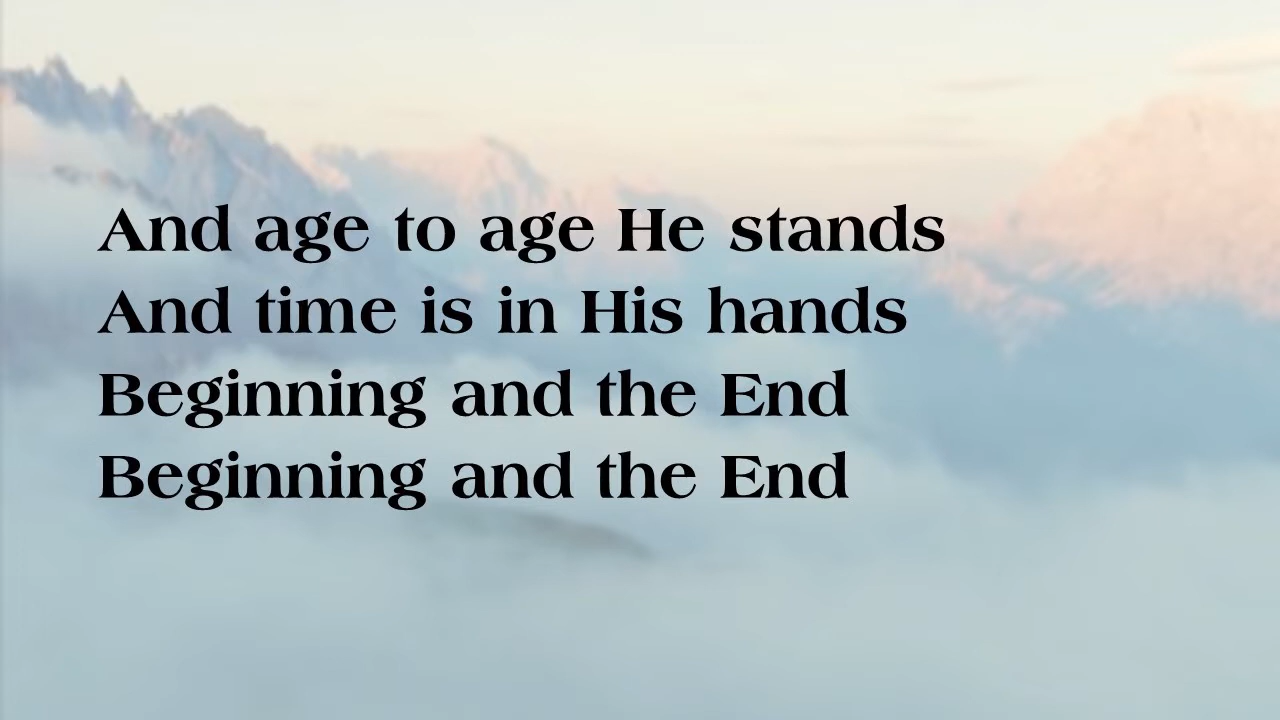 And age to age He stands
And time is in His hands
Beginning and the End
Beginning and the End